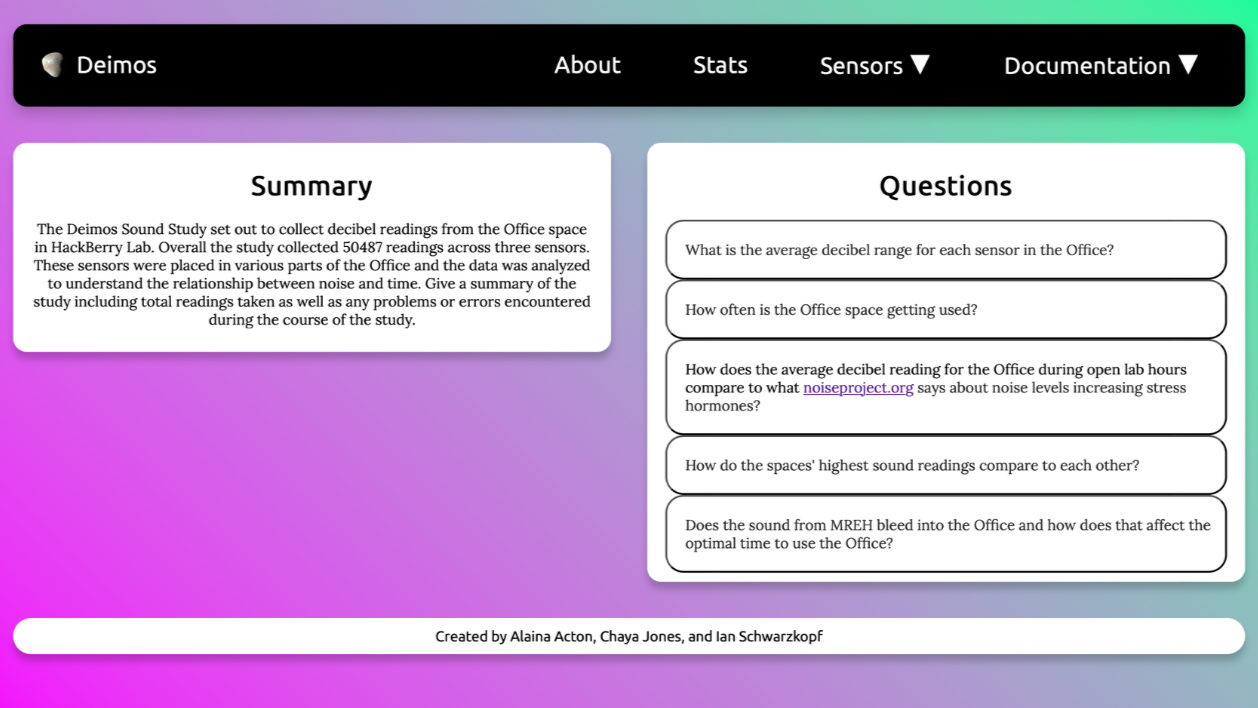 Deimos
About
Stats
Sensors ▼
Documentation ▼
Summary
The Deimos Sound Study set out to collect decibel readings from the Office space
in HackBerry Lab. Overall the study collected 50487 readings across three sensors.
These sensors were placed in various parts of the Office and the data was analyzed
to understand the relationship between noise and time. Give a summary of the
study including total readings taken as well as any problems or errors encountered
during the course of the study.
Questions
What is the average decibel range for each sensor in the Office?
How often is the Office space getting used?
How does the average decibel reading for the Office during open lab hours
compare to what noiseproject.org says about noise levels increasing stress
hormones?
How do the spaces' highest sound readings compare to each other?
Does the sound from MREH bleed into the Office and how does that affect the
optimal time to use the Office?
Created by Alaina Acton, Chaya Jones, and Ian Schwarzkopf